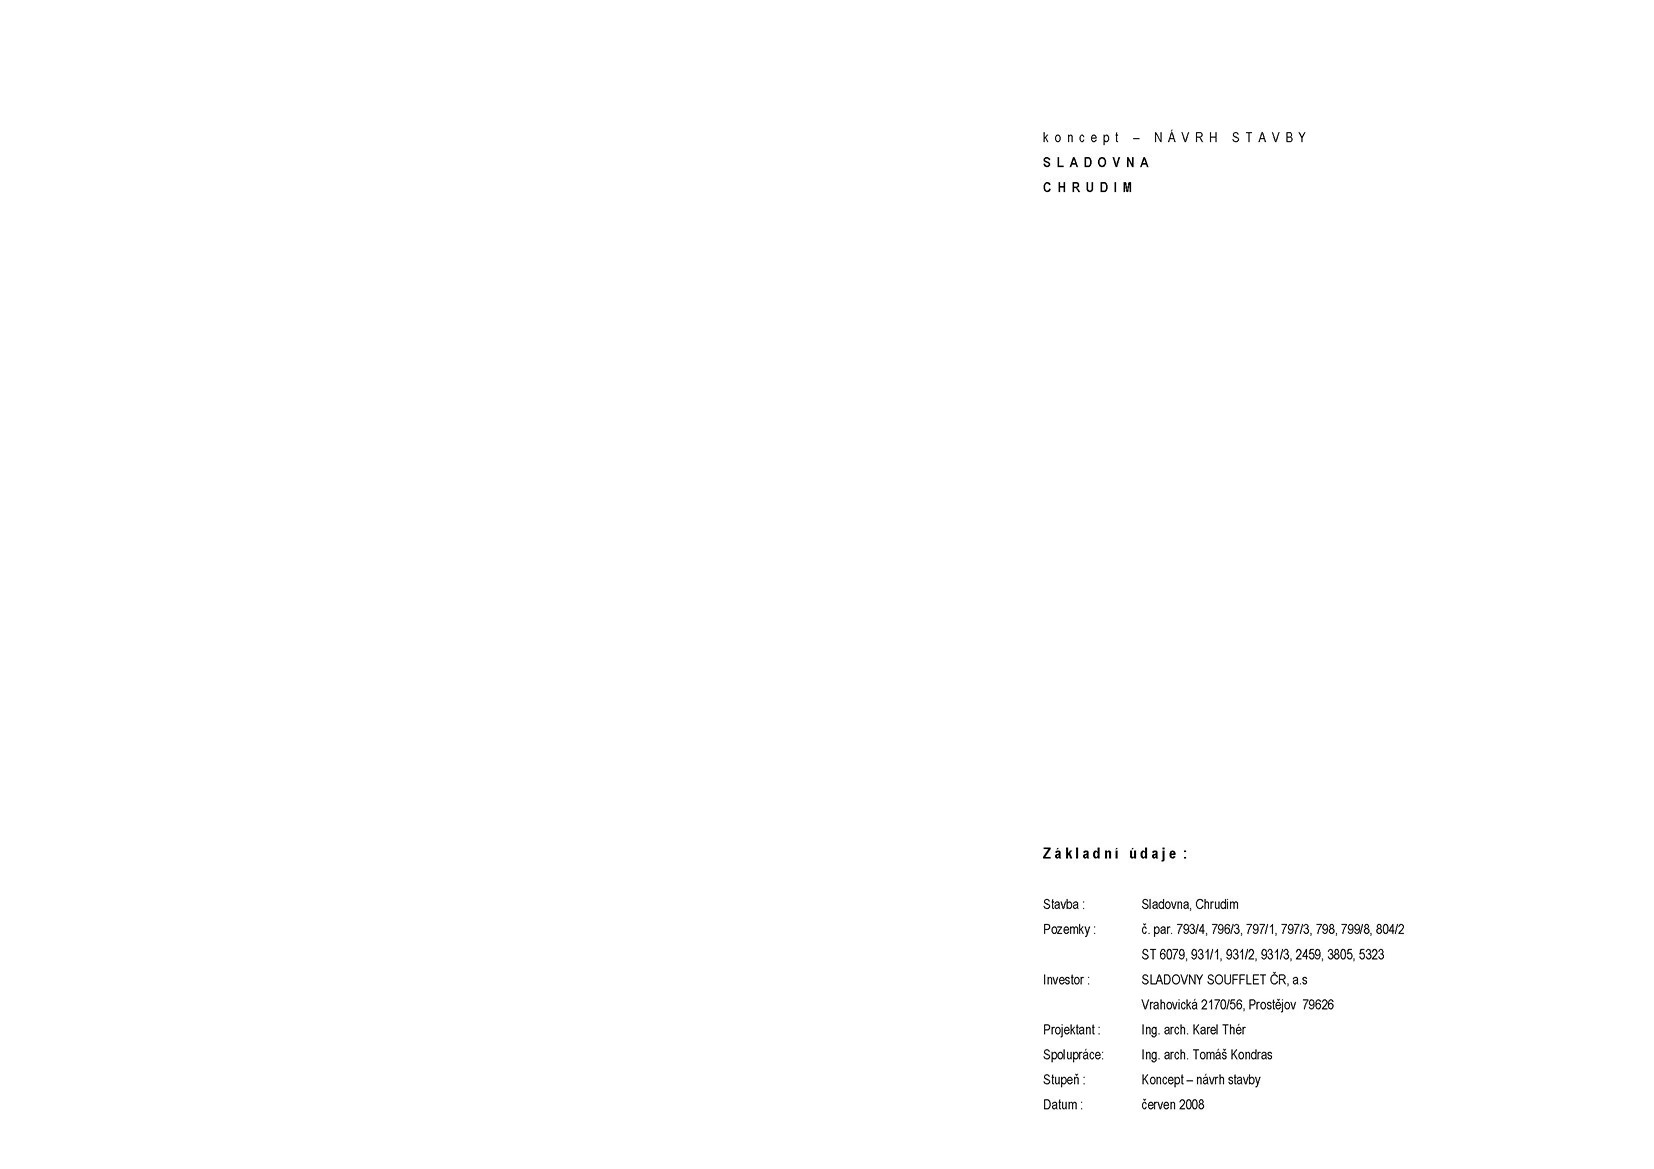 koncept – NÁVRH STAVBY
SLADOVNA
CHRUDIM
Základní údaje :
Stavba : Sladovna, Chrudim
Pozemky : č. par. 793/4, 796/3, 797/1, 797/3, 798, 799/8, 804/2
ST 6079, 931/1, 931/2, 931/3, 2459, 3805, 5323
Investor : SLADOVNY SOUFFLET ČR, a.s
Vrahovická 2170/56, Prostějov 79626
Projektant : Ing. arch. Karel Thér
Spolupráce: Ing. arch. Tomáš Kondras
Stupeň : Koncept – návrh stavby
Datum : červen 2008